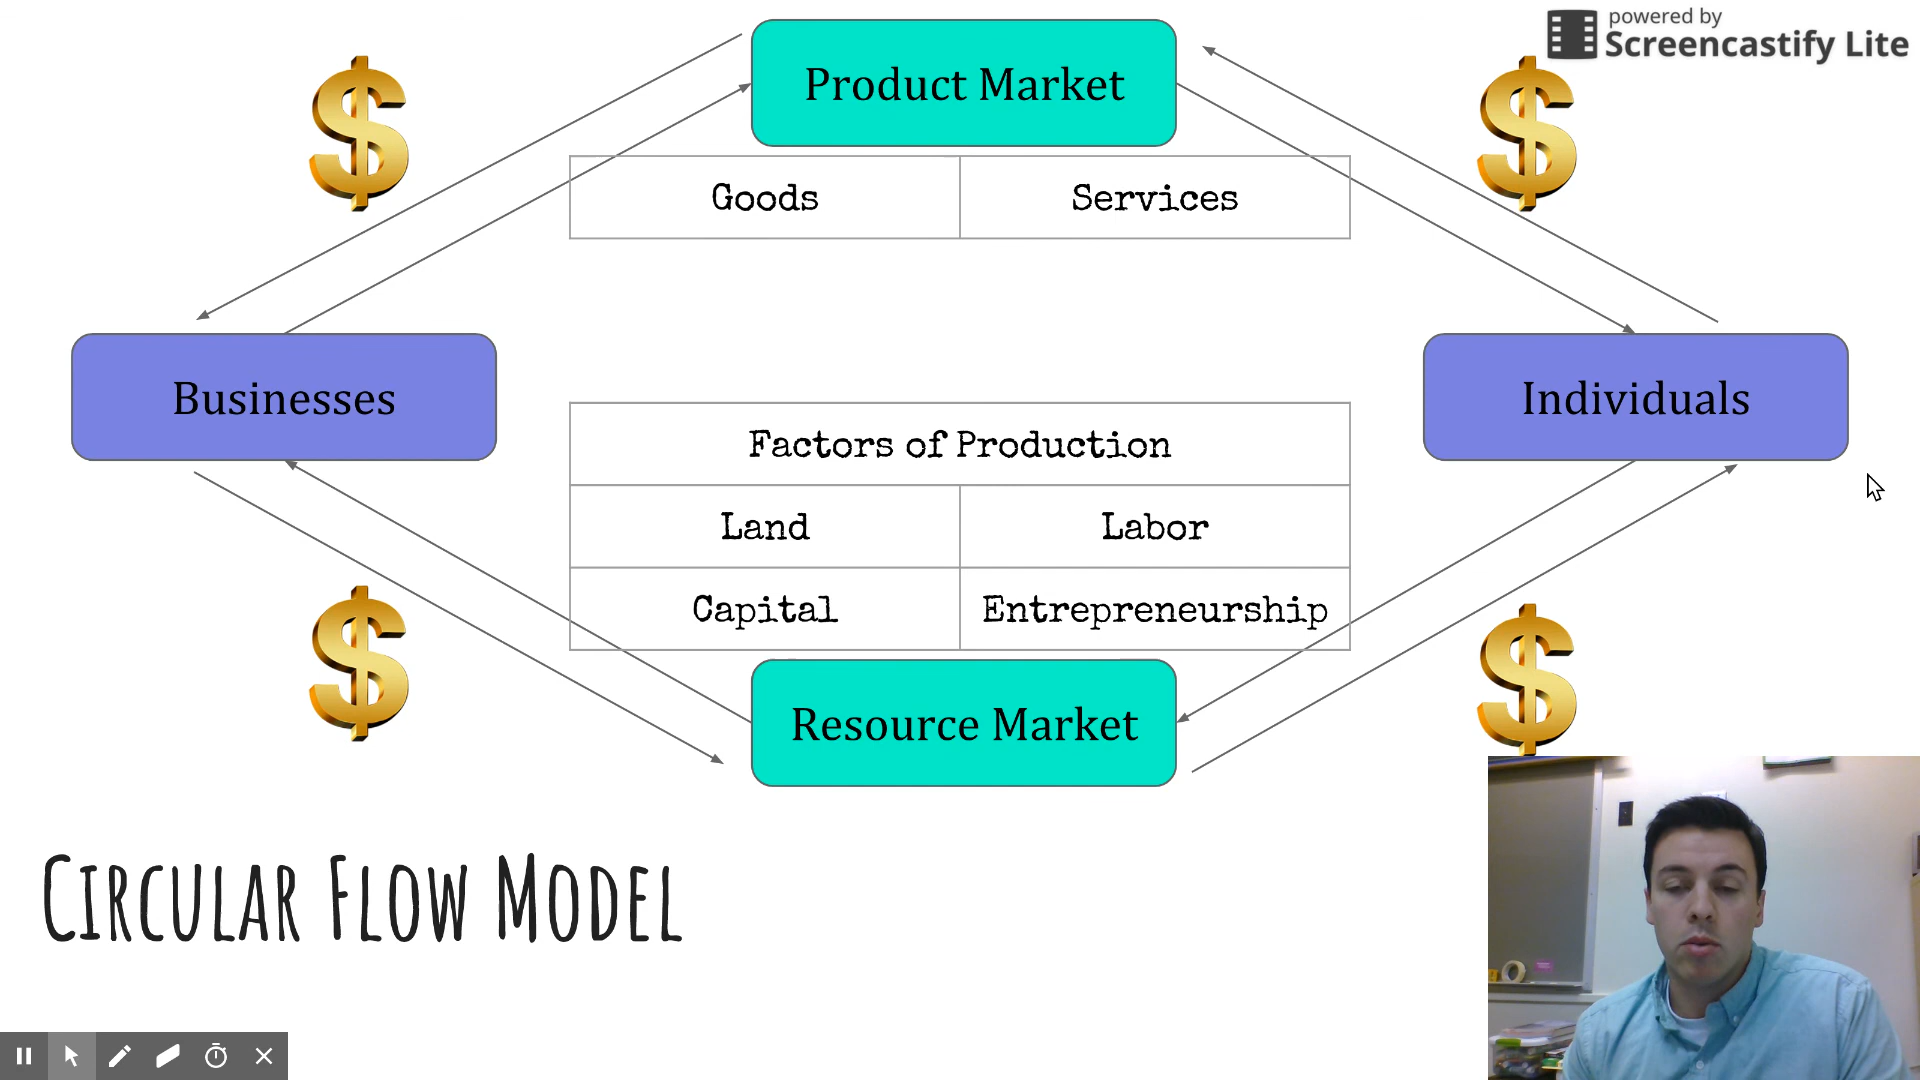 powered by
Screencastify Lite
Product Market
Goods
Services
Businesses
Individuals
Factors of Production
Land
Labor
Capital
Entrepreneurship
Resource Market
Circular Flow Model